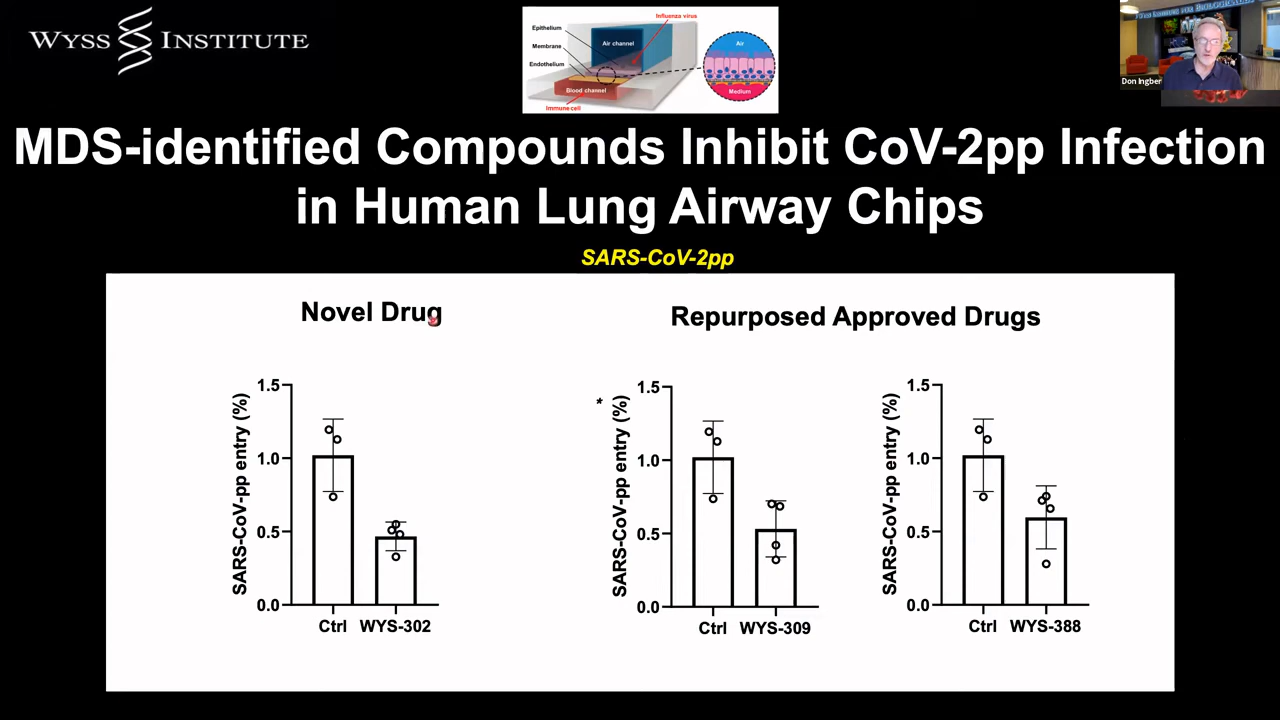 WYSS INSTITUTE
Influenza virus
Epithelium
Air channel
Membrane
Endothelium
Blood channel
Immune cell
Air
Medium
Don Ingber
MDS-identified Compounds Inhibit CoV-2pp Infection
in Human Lung Airway Chips
SARS-CoV-2pp
Novel Drug
Repurposed Approved Drugs
SARS-CoV-pp entry (%)
1.5
1.0
0.5
0.0
Ctrl WYS-302
*
SARS-CoV-pp entry (%)
1.5
1.0
0.5
0.0
Ctrl WYS-309
SARS-CoV-pp entry (%)
1.5
1.0
0.5
0.0
Ctrl WYS-388